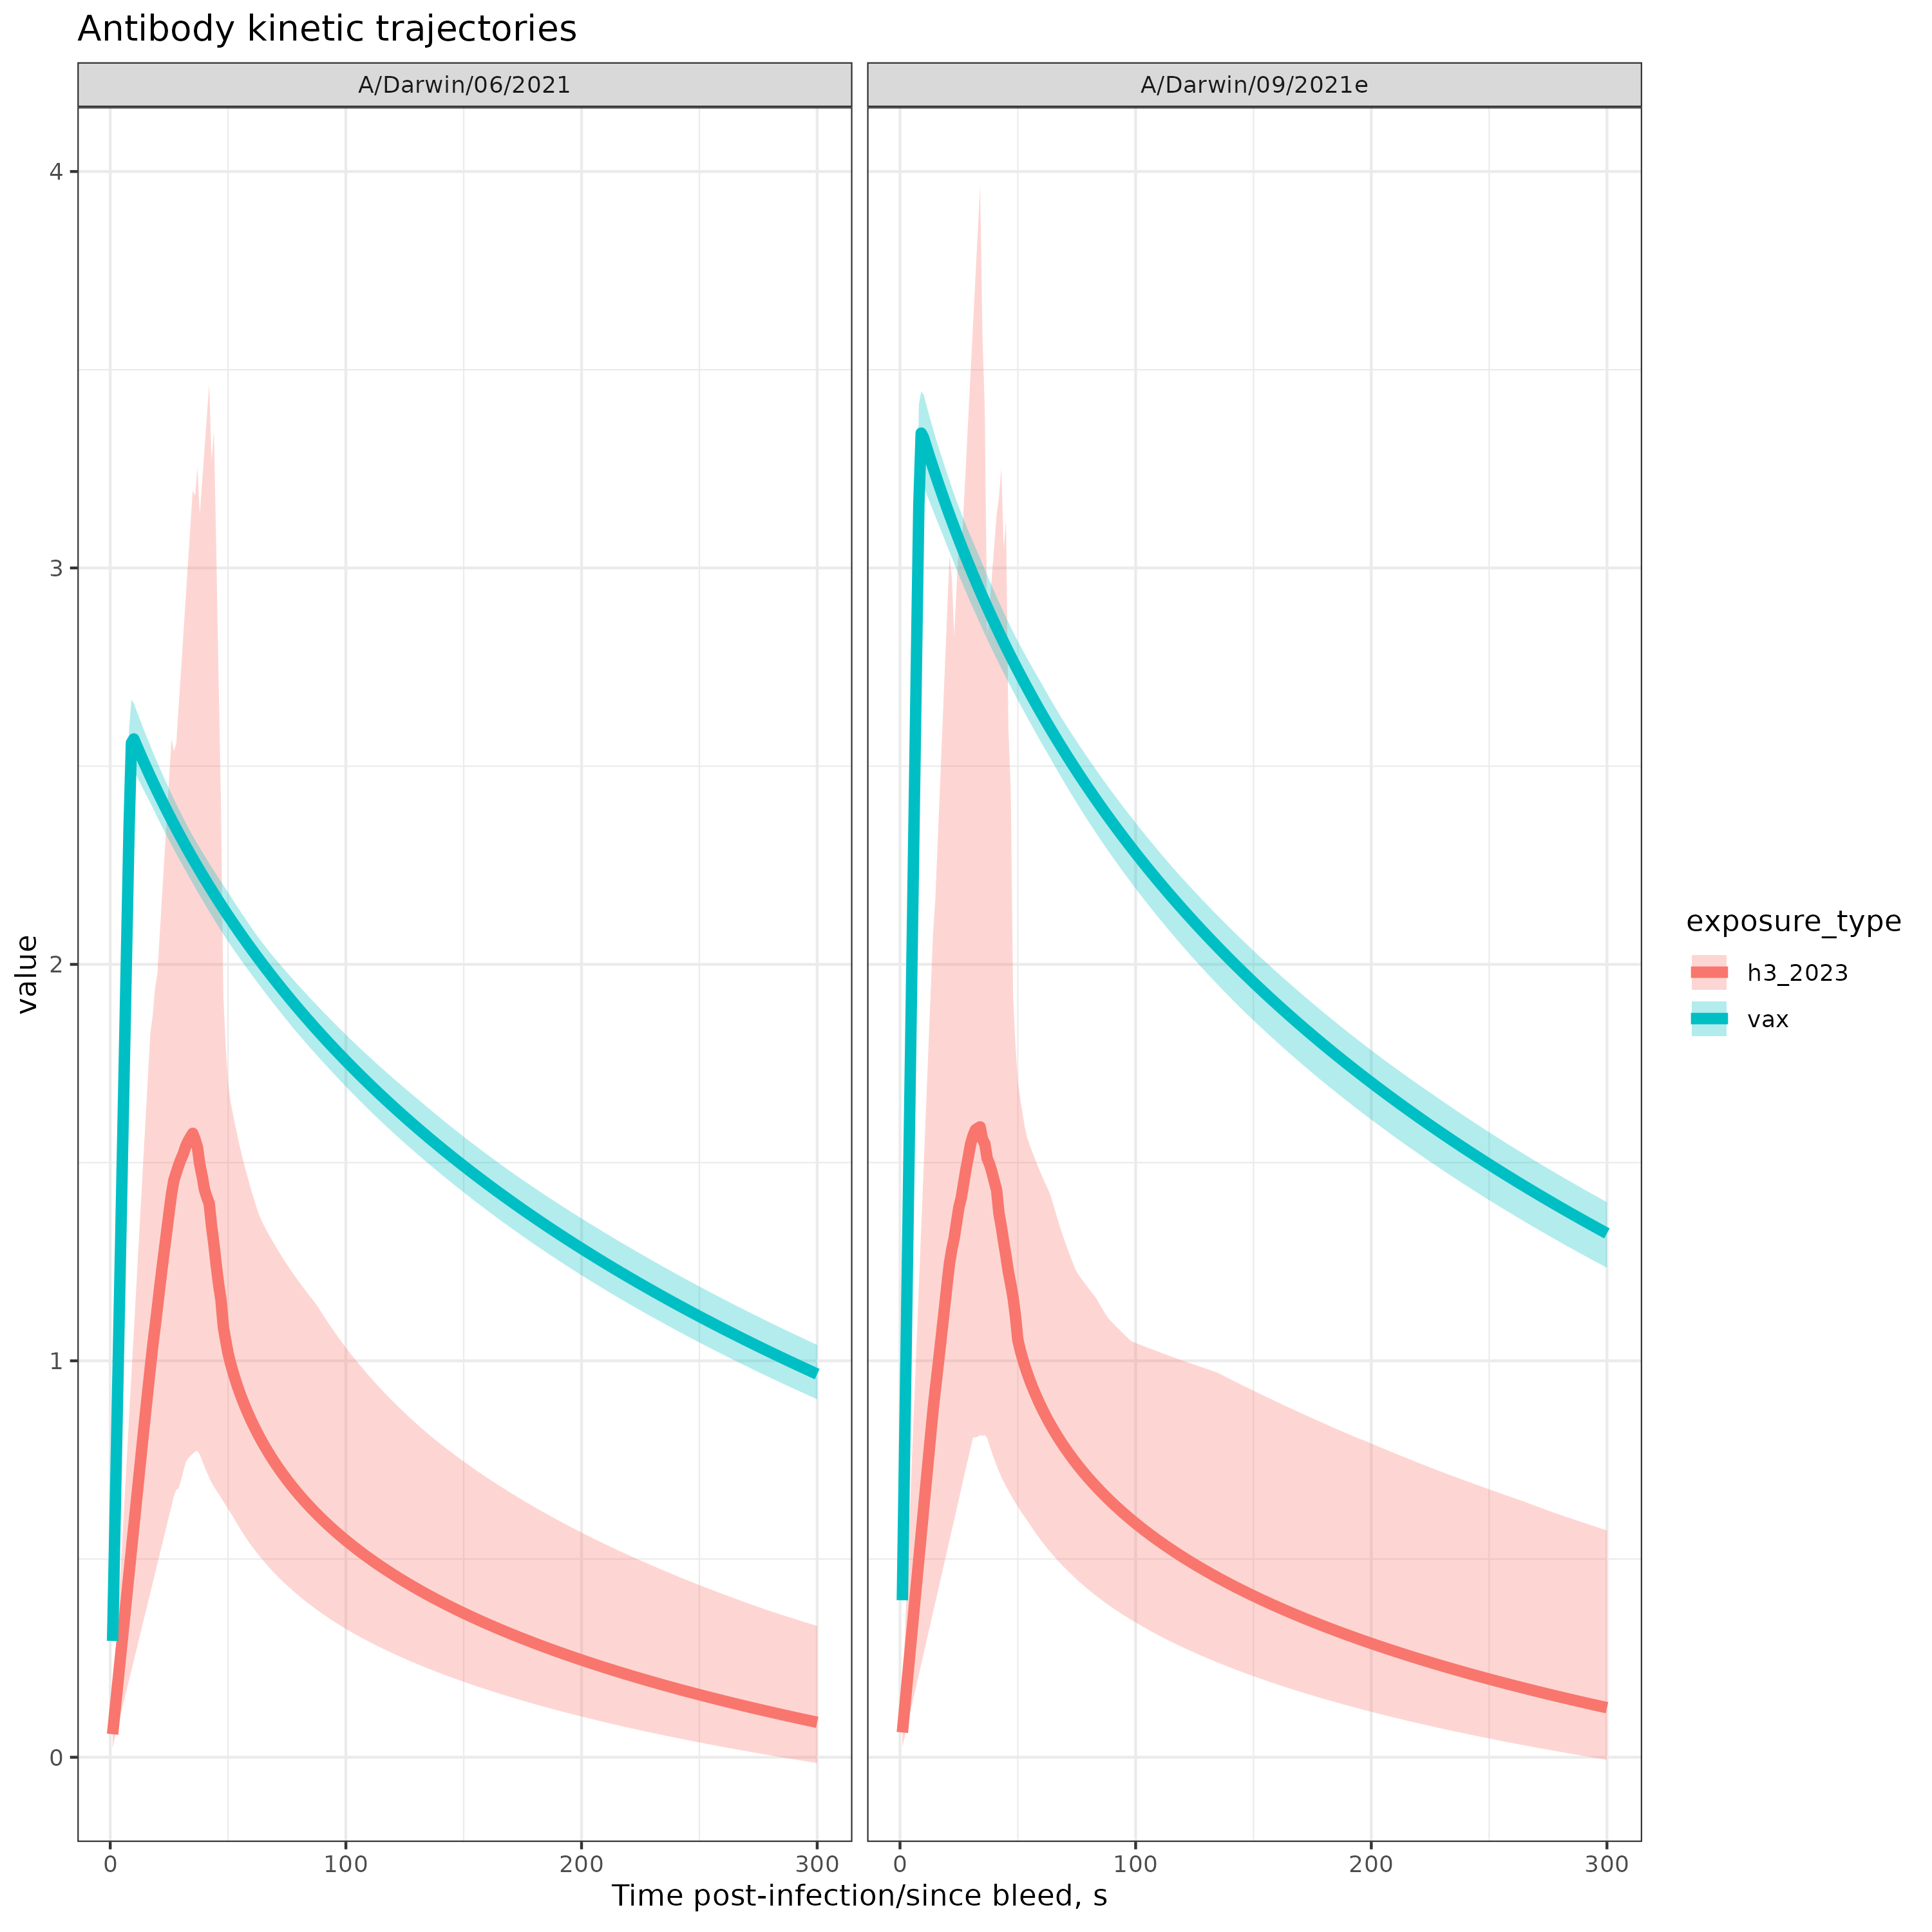 Antibody kinetic trajectories
A/Darwin/06/2021
A/Darwin/09/2021e
4
3
2
1
0
value
0
100
200
300
0
100
200
300
Time post-infection/since bleed, s
exposure_type
h3_2023
vax